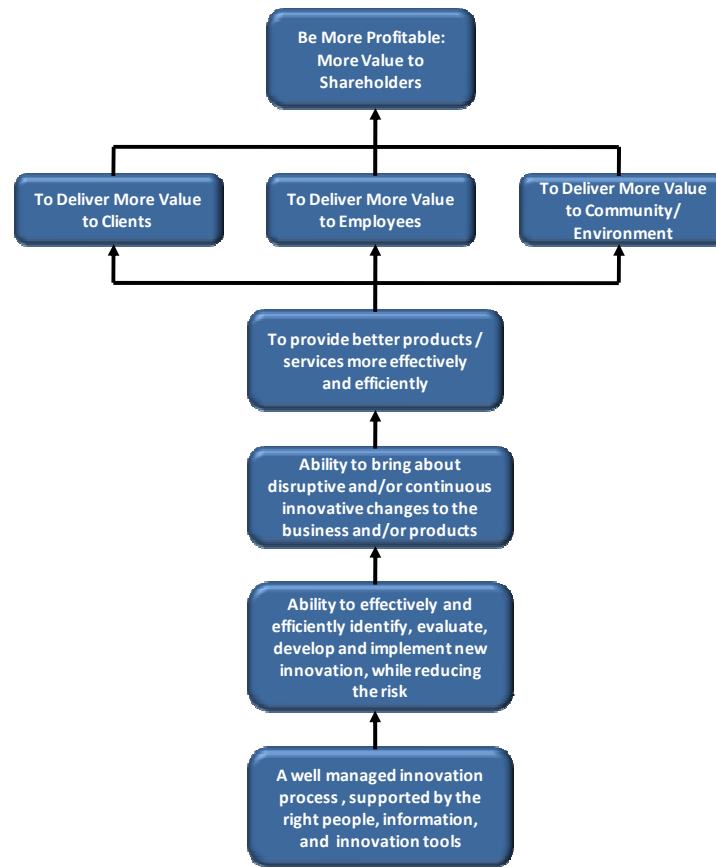 Be More Profitable:
More Value to
Shareholders
To Deliver More Value
to Clients
To Deliver More Value
to Employees
To Deliver More Value
to Community/
Environment
To provide better products /
services more effectively
and efficiently
Ability to bring about
disruptive and/or continuous
innovative changes to the
business and/or products
Ability to effectively and
efficiently identify, evaluate,
develop and implement new
innovation, while reducing
the risk
A well managed innovation
process , supported by the
right people, information,
and innovation tools